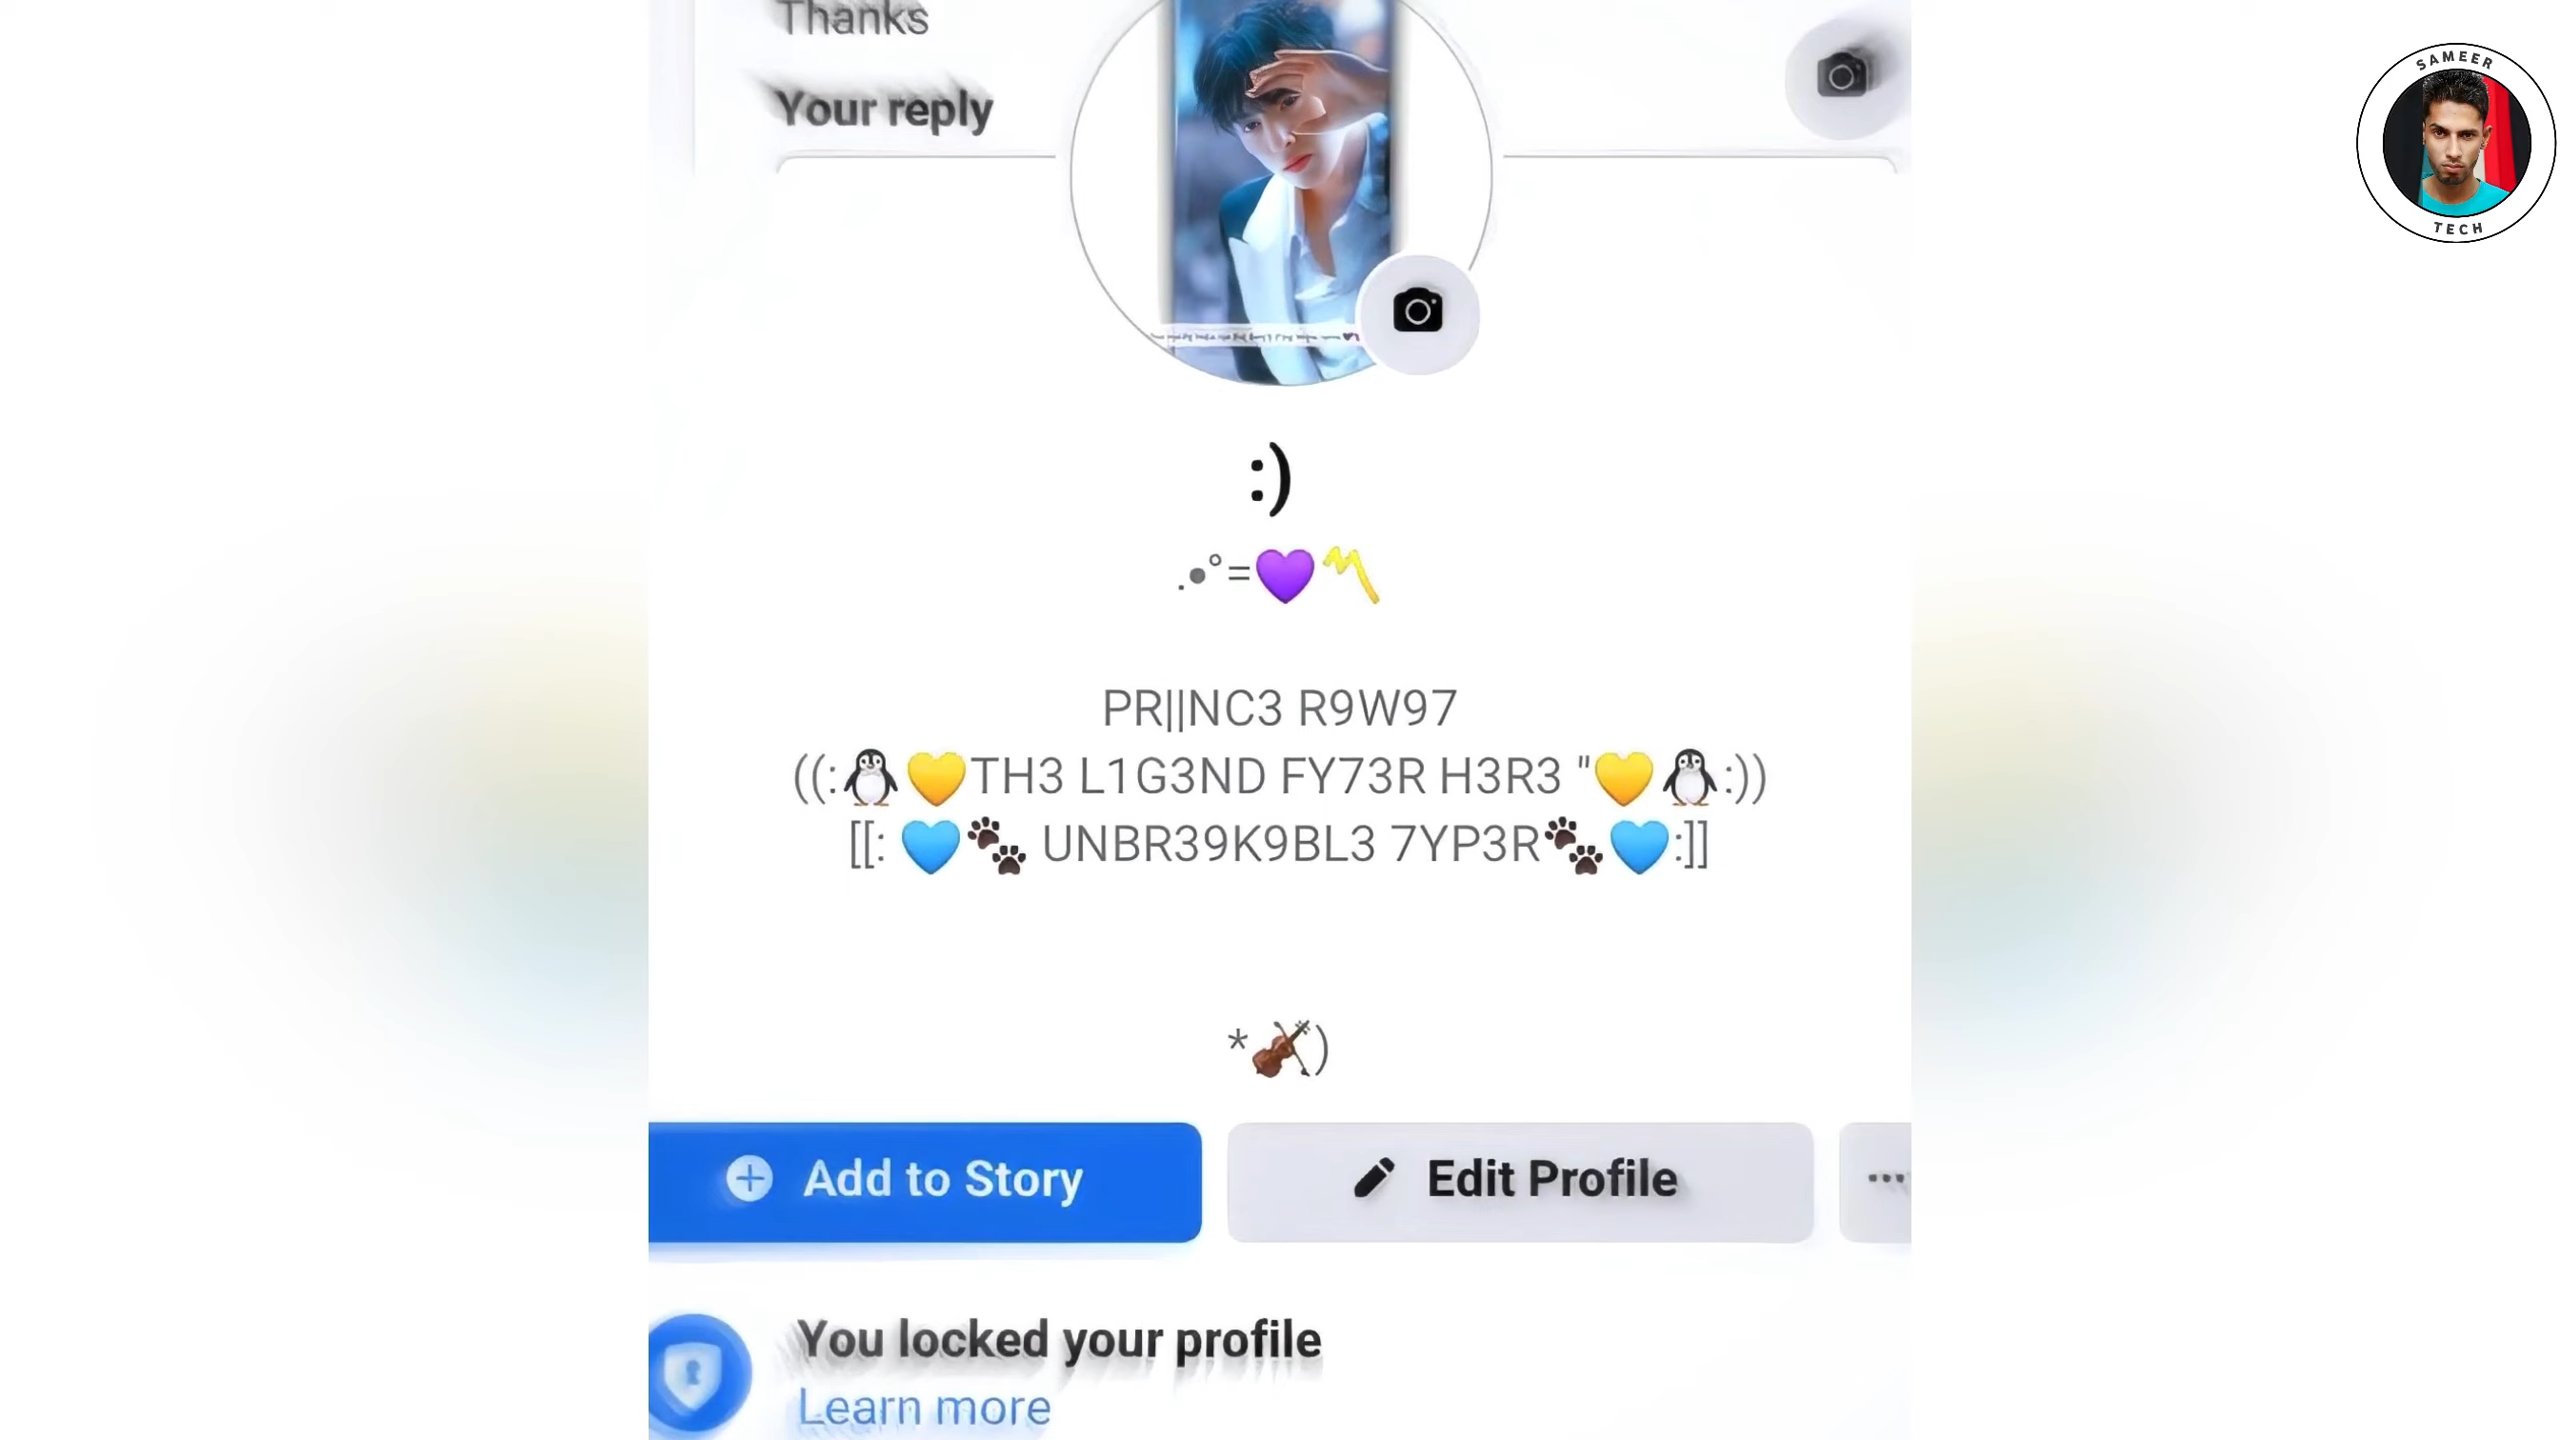 Thanks
Your reply
SAMEER
TECH
:)
.●°=💜〽️
PR||NC3 R9W97
((:🐧💛TH3 L1G3ND FY73R H3R3 "💛🐧:))
[[: 💙🐾 UNBR39K9BL3 7YP3R🐾💙:]]
*🎻)
Add to Story
Edit Profile
You locked your profile
Learn more